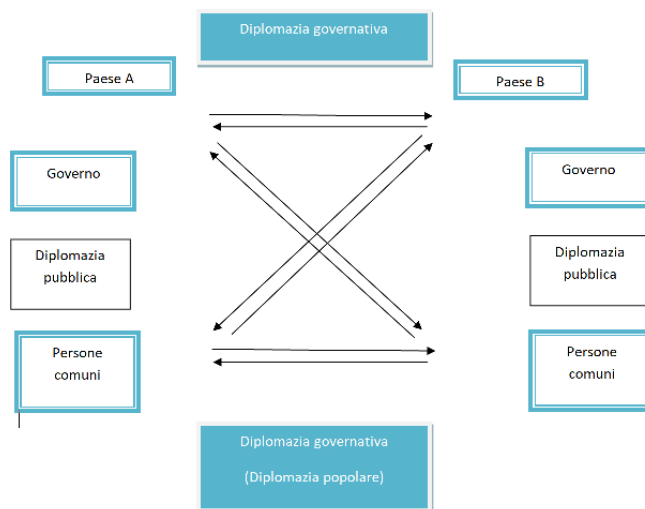 Diplomazia governativa
Paese A
Paese B
Governo
Governo
Diplomazia
pubblica
Diplomazia
pubblica
Persone
comuni
Persone
comuni
Diplomazia governativa
(Diplomazia popolare)